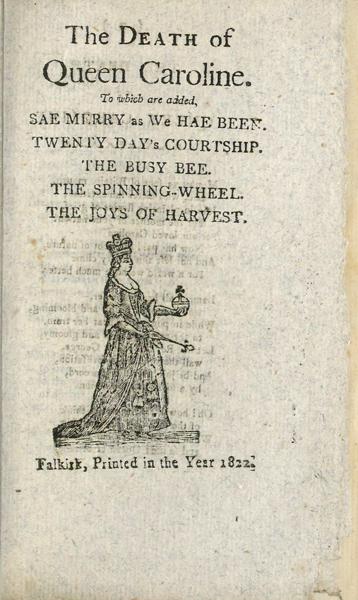 The DEATH of
Queen Caroline.
To which are added,
SAE MERRY as We HAE BEEN.
TWENTY DAY's COURTSHIP.
THE BUSY BEE.
THE SPINNING-WHEEL.
THE JOYS OF HARVEST.
Falkirk, Printed in the Year 1822.